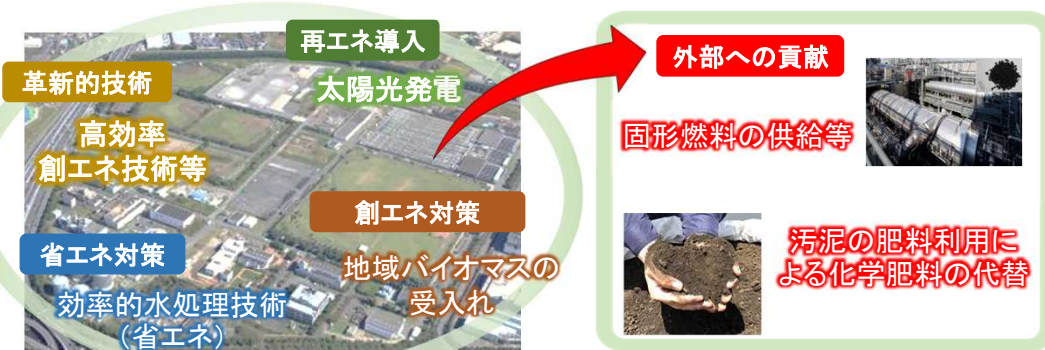 再エネ導入
太陽光発電
革新的技術
高効率
創エネ技術等
創エネ対策
地域バイオマスの
受入れ
省エネ対策
効率的水処理技術
(省エネ)
外部への貢献
固形燃料の供給等
汚泥の肥料利用に
よる化学肥料の代替